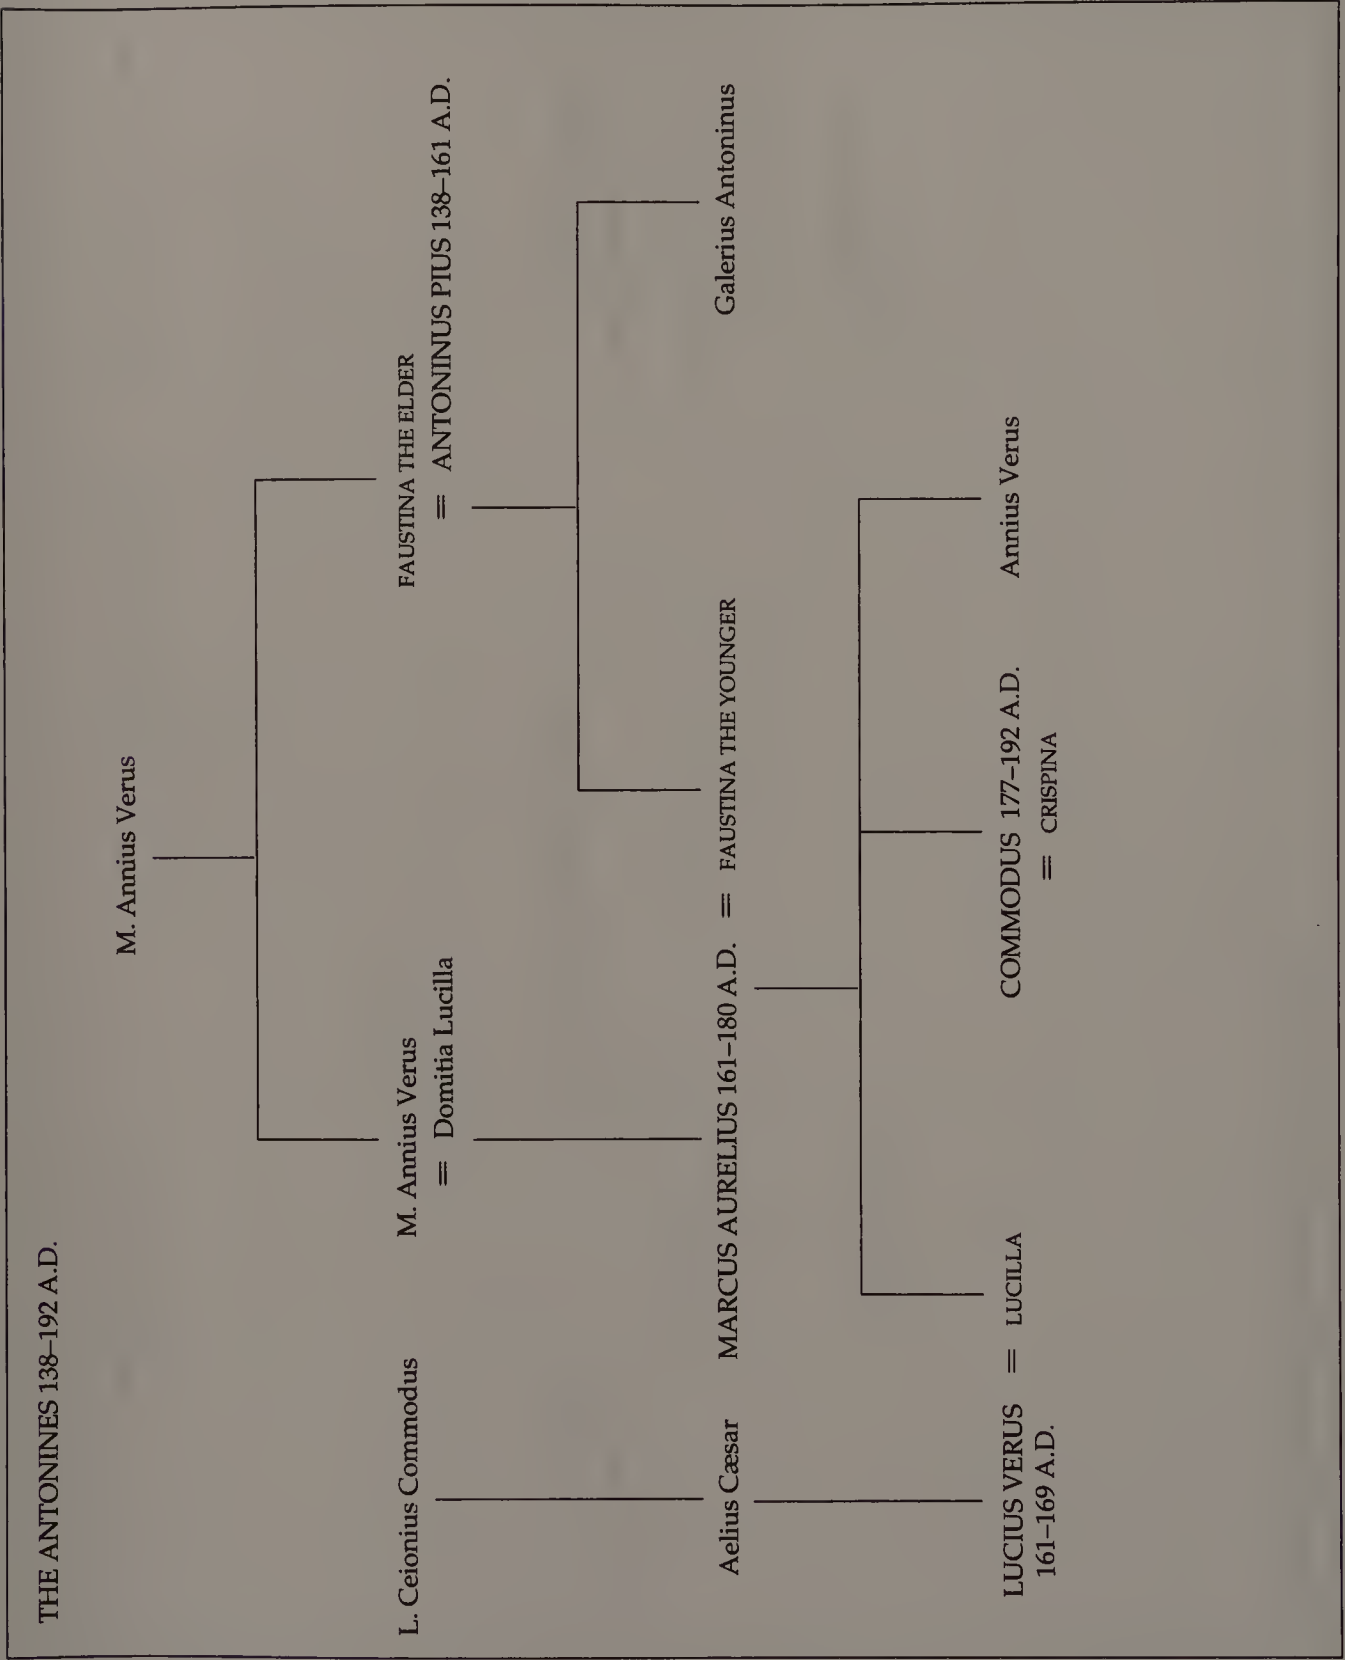 THE ANTONINES 138–192 A.D.
M. Annius Verus
L. Ceionius Commodus
M. Annius Verus
= Domitia Lucilla
FAUSTINA THE ELDER
= ANTONINUS PIUS 138–161 A.D.
Aelius Cæsar
MARCUS AURELIUS 161–180 A.D. = FAUSTINA THE YOUNGER
Galerius Antoninus
LUCIUS VERUS = LUCILLA
161–169 A.D.
COMMODUS 177–192 A.D.
= CRISPINA
Annius Verus